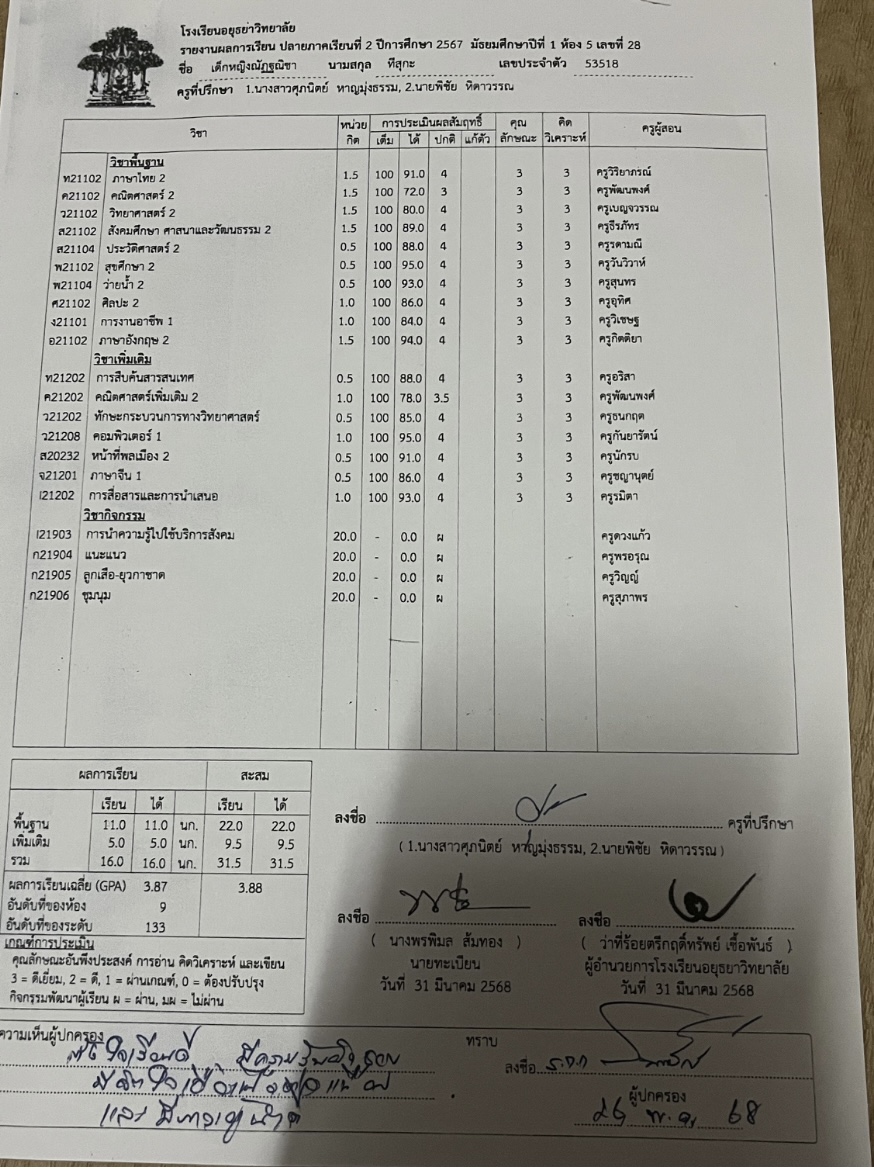 โรงเรียนอยุธยาวิทยาลัย
รายงานผลการเรียน ปลายภาคเรียนที่ 2 ปีการศึกษา 2567 มัธยมศึกษาปีที่ 1 ห้อง 5 เลขที่ 28
ชื่อ เด็กหญิงณัฏฐณิชา นามสกุล ทีสุกะ เลขประจำตัว 53518
ครูที่ปรึกษา 1.นางสาวศุภนิตย์ หาญมุ่งธรรม, 2.นายพิชัย หิตาวรรณ
วิชา หน่วยกิต การประเมินผลสัมฤทธิ์ คุณลักษณะ คิดวิเคราะห์ ครูผู้สอน
เต็ม ได้ ปกติ แก้ตัว
วิชาพื้นฐาน
ท21102 ภาษาไทย 2 1.5 100 91.0 4 3 3 ครูวิริยาภรณ์
ค21102 คณิตศาสตร์ 2 1.5 100 72.0 3 3 3 ครูพัฒนพงศ์
ว21102 วิทยาศาสตร์ 2 1.5 100 80.0 4 3 3 ครูเบญจวรรณ
ส21102 สังคมศึกษา ศาสนาและวัฒนธรรม 2 1.5 100 89.0 4 3 3 ครูธีรภัทร
ส21104 ประวัติศาสตร์ 2 0.5 100 88.0 4 3 3 ครูรดามณี
พ21102 สุขศึกษา 2 0.5 100 95.0 4 3 3 ครูวันวิวาห์
พ21104 ว่ายน้ำ 2 0.5 100 93.0 4 3 3 ครูสุนทร
ศ21102 ศิลปะ 2 1.0 100 86.0 4 3 3 ครูอุทิศ
ง21101 การงานอาชีพ 1 1.0 100 84.0 4 3 3 ครูวิเชษฐ
อ21102 ภาษาอังกฤษ 2 1.5 100 94.0 4 3 3 ครูกิตติยา
วิชาเพิ่มเติม
ท21202 การสืบค้นสารสนเทศ 0.5 100 88.0 4 3 3 ครูอริสา
ค21202 คณิตศาสตร์เพิ่มเติม 2 1.0 100 78.0 3.5 3 3 ครูพัฒนพงศ์
ว21202 ทักษะกระบวนการทางวิทยาศาสตร์ 0.5 100 85.0 4 3 3 ครูธนกฤต
ว21208 คอมพิวเตอร์ 1 1.0 100 95.0 4 3 3 ครูกันยารัตน์
ส20232 หน้าที่พลเมือง 2 0.5 100 91.0 4 3 3 ครูนักรบ
จ21201 ภาษาจีน 1 0.5 100 86.0 4 3 3 ครูชญานุตย์
I21202 การสื่อสารและการนำเสนอ 1.0 100 93.0 4 3 3 ครูรมิตา
วิชากิจกรรม
I21903 การนำความรู้ไปใช้บริการสังคม 20.0 - 0.0 ผ ครูดวงแก้ว
ก21904 แนะแนว 20.0 - 0.0 ผ ครูพรอรุณ
ก21905 ลูกเสือ-ยุวกาชาด 20.0 - 0.0 ผ ครูวิญญ์
ก21906 ชุมนุม 20.0 - 0.0 ผ ครูสุภาพร
ผลการเรียน สะสม
เรียน ได้ เรียน ได้
พื้นฐาน 11.0 11.0 นก. 22.0 22.0
เพิ่มเติม 5.0 5.0 นก. 9.5 9.5
รวม 16.0 16.0 นก. 31.5 31.5
ผลการเรียนเฉลี่ย (GPA) 3.87 3.88
อันดับที่ของห้อง 9
อันดับที่ของระดับ 133
เกณฑ์การประเมิน
คุณลักษณะอันพึงประสงค์ การอ่าน คิดวิเคราะห์ และเขียน
3 = ดีเยี่ยม, 2 = ดี, 1 = ผ่านเกณฑ์, 0 = ต้องปรับปรุง
กิจกรรมพัฒนาผู้เรียน ผ = ผ่าน, มผ = ไม่ผ่าน
ลงชื่อ ครูที่ปรึกษา
( 1.นางสาวศุภนิตย์ หาญมุ่งธรรม, 2.นายพิชัย หิตาวรรณ )
ลงชื่อ
( นางพรพิมล สัมทอง )
นายทะเบียน
วันที่ 31 มีนาคม 2568
ลงชื่อ
( ว่าที่ร้อยตรีกฤติ์ทรัพย์ เชื้อพันธ์ )
ผู้อำนวยการโรงเรียนอยุธยาวิทยาลัย
วันที่ 31 มีนาคม 2568
ความเห็นผู้ปกครอง
ตั้งใจเรียนดี
และ
ทราบ
ลงชื่อ ร.ต.ต
ผู้ปกครอง
26 พ.ค. 68